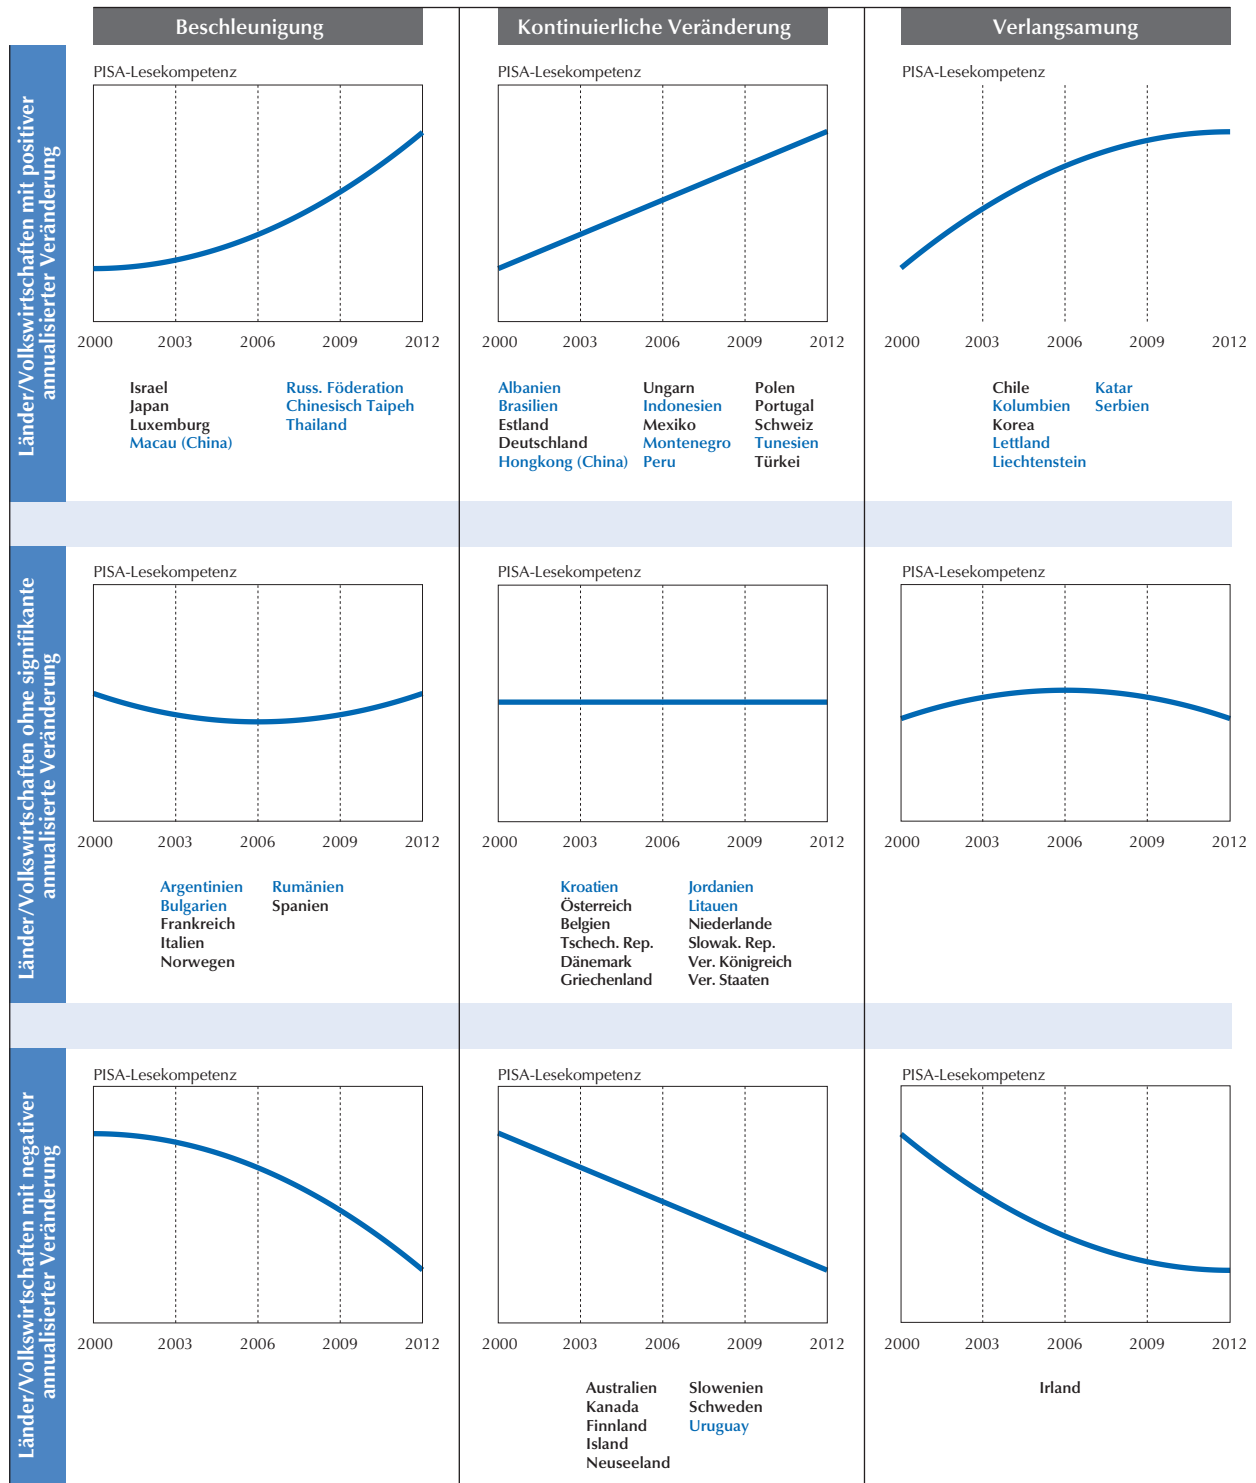 Beschleunigung
Kontinuierliche Veränderung
Verlangsamung
Länder/Volkswirtschaften mit positiver
annualisierter Veränderung
PISA-Lesekompetenz
2000 2003 2006 2009 2012
Israel
Japan
Luxemburg
Macau (China)
Russ. Föderation
Chinesisch Taipeh
Thailand
PISA-Lesekompetenz
2000 2003 2006 2009 2012
Albanien
Brasilien
Estland
Deutschland
Hongkong (China)
Ungarn
Indonesien
Mexiko
Montenegro
Peru
Polen
Portugal
Schweiz
Tunesien
Türkei
PISA-Lesekompetenz
2000 2003 2006 2009 2012
Chile
Kolumbien
Korea
Lettland
Liechtenstein
Katar
Serbien
Länder/Volkswirtschaften ohne signifikante
annualisierte Veränderung
PISA-Lesekompetenz
2000 2003 2006 2009 2012
Argentinien
Bulgarien
Frankreich
Italien
Norwegen
Rumänien
Spanien
PISA-Lesekompetenz
2000 2003 2006 2009 2012
Kroatien
Österreich
Belgien
Tschech. Rep.
Dänemark
Griechenland
Jordanien
Litauen
Niederlande
Slowak. Rep.
Ver. Königreich
Ver. Staaten
PISA-Lesekompetenz
2000 2003 2006 2009 2012
Länder/Volkswirtschaften mit negativer
annualisierter Veränderung
PISA-Lesekompetenz
2000 2003 2006 2009 2012
PISA-Lesekompetenz
2000 2003 2006 2009 2012
Australien
Kanada
Finnland
Island
Neuseeland
Slowenien
Schweden
Uruguay
PISA-Lesekompetenz
2000 2003 2006 2009 2012
Irland